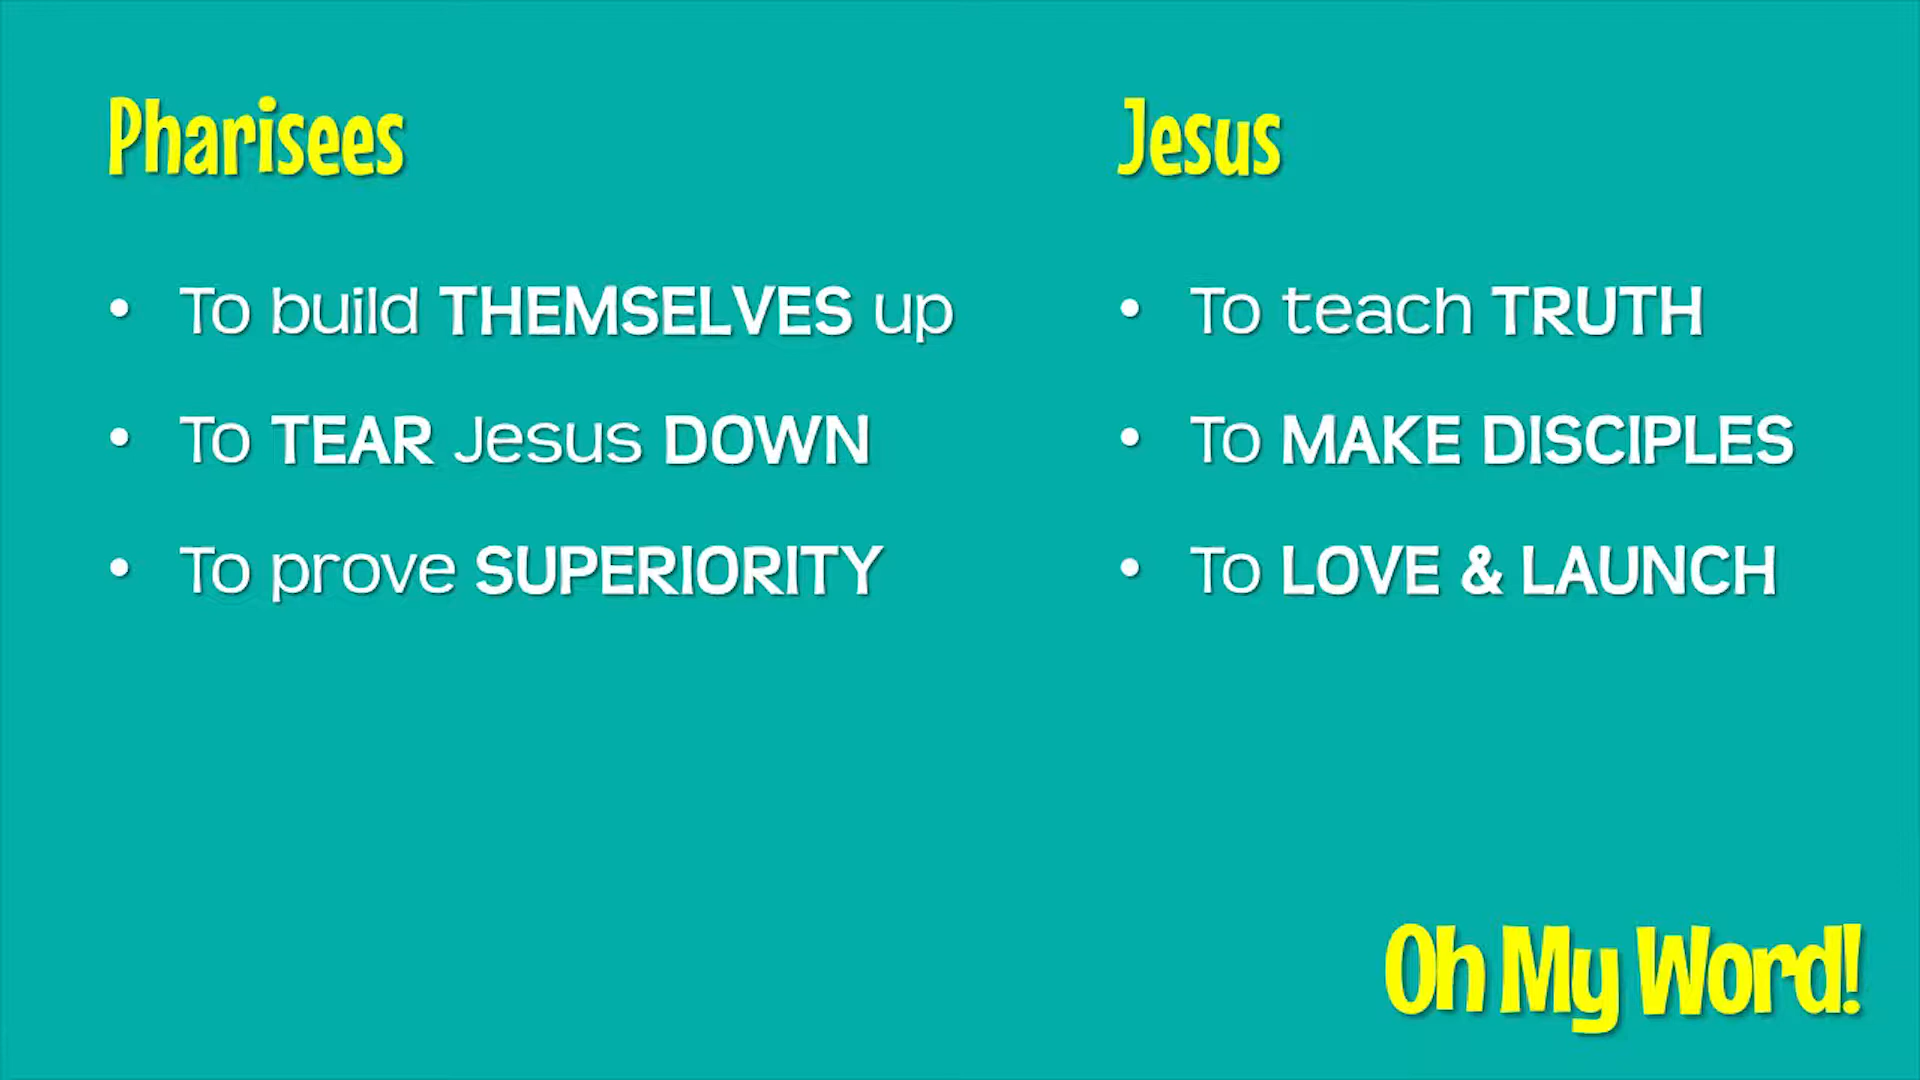 Pharisees
• To build THEMSELVES up
• To TEAR Jesus DOWN
• To prove SUPERIORITY
Jesus
• To teach TRUTH
• To MAKE DISCIPLES
• To LOVE & LAUNCH
Oh My Word!